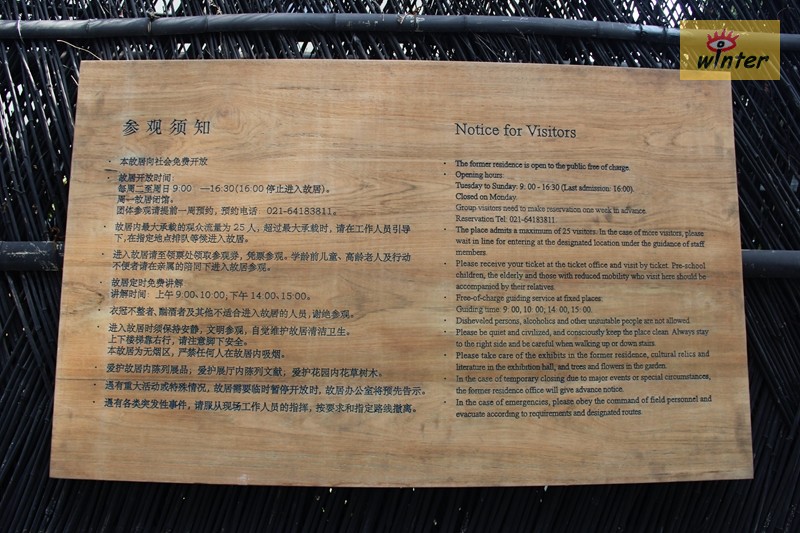 winter
参观须知
· 本故居向社会免费开放
· 故居开放时间:
每周二至周日 9:00 —16:30(16:00 停止进入故居)。
周一故居闭馆。
团体参观请提前一周预约, 预约电话: 021-64183811。
· 故居内最大承载的观众流量为 25 人, 超过最大承载时, 请在工作人员引导
下, 在指定地点排队等候进入故居。
· 进入故居请至领票处领取参观券, 凭票参观。学龄前儿童、高龄老人及行动
不便者请在亲属的陪同下进入故居参观。
· 故居定时免费讲解
讲解时间: 上午 9:00、10:00, 下午 14:00、15:00。
· 衣冠不整者、酗酒者及其他不适合进入故居的人员, 谢绝参观。
· 进入故居时须保持安静, 文明参观, 自觉维护故居清洁卫生。
上下楼梯靠右行, 请注意脚下安全。
本故居为无烟区, 严禁任何人在故居内吸烟。
· 爱护故居内陈列展品, 爱护展厅内陈列文献, 爱护花园内花草树木。
· 遇有重大活动或特殊情况, 故居需要临时暂停开放时, 故居办公室将预先告示。
· 遇有各类突发性事件, 请服从现场工作人员的指挥, 按要求和指定路线撤离。
Notice for Visitors
· The former residence is open to the public free of charge.
· Opening hours:
Tuesday to Sunday: 9: 00 - 16:30 (Last admission: 16:00).
Closed on Monday.
Group visitors need to make reservation one week in advance.
Reservation Tel: 021-64183811.
· The place admits a maximum of 25 visitors. In the case of more visitors, please
wait in line for entering at the designated location under the guidance of staff
members.
· Please receive your ticket at the ticket office and visit by ticket. Pre-school
children, the elderly and those with reduced mobility who visit here should be
accompanied by their relatives.
· Free-of-charge guiding service at fixed places:
Guiding time: 9: 00, 10: 00, 14: 00, 15:00.
· Disheveled persons, alcoholics and other unsuitable people are not allowed.
· Please be quiet and civilized, and consciously keep the place clean. Always stay
to the right side and be careful when walking up or down stairs.
· Please take care of the exhibits in the former residence, cultural relics and
literature in the exhibition hall, and trees and flowers in the garden.
· In the case of temporary closing due to major events or special circumstances,
the former residence office will give advance notice.
· In the case of emergencies, please obey the command of field personnel and
evacuate according to requirements and designated routes.